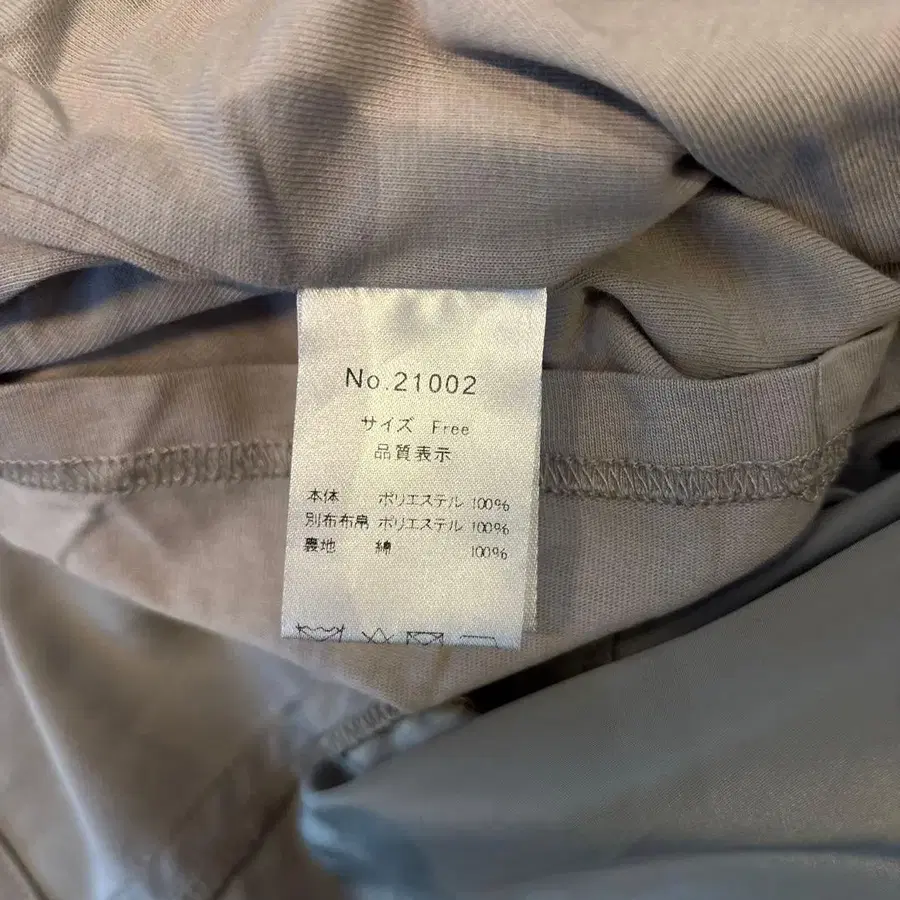 No.21002
サイズ Free
品質表示
本体 ポリエステル 100%
別布布帛 ポリエステル 100%
裏地 綿 100%